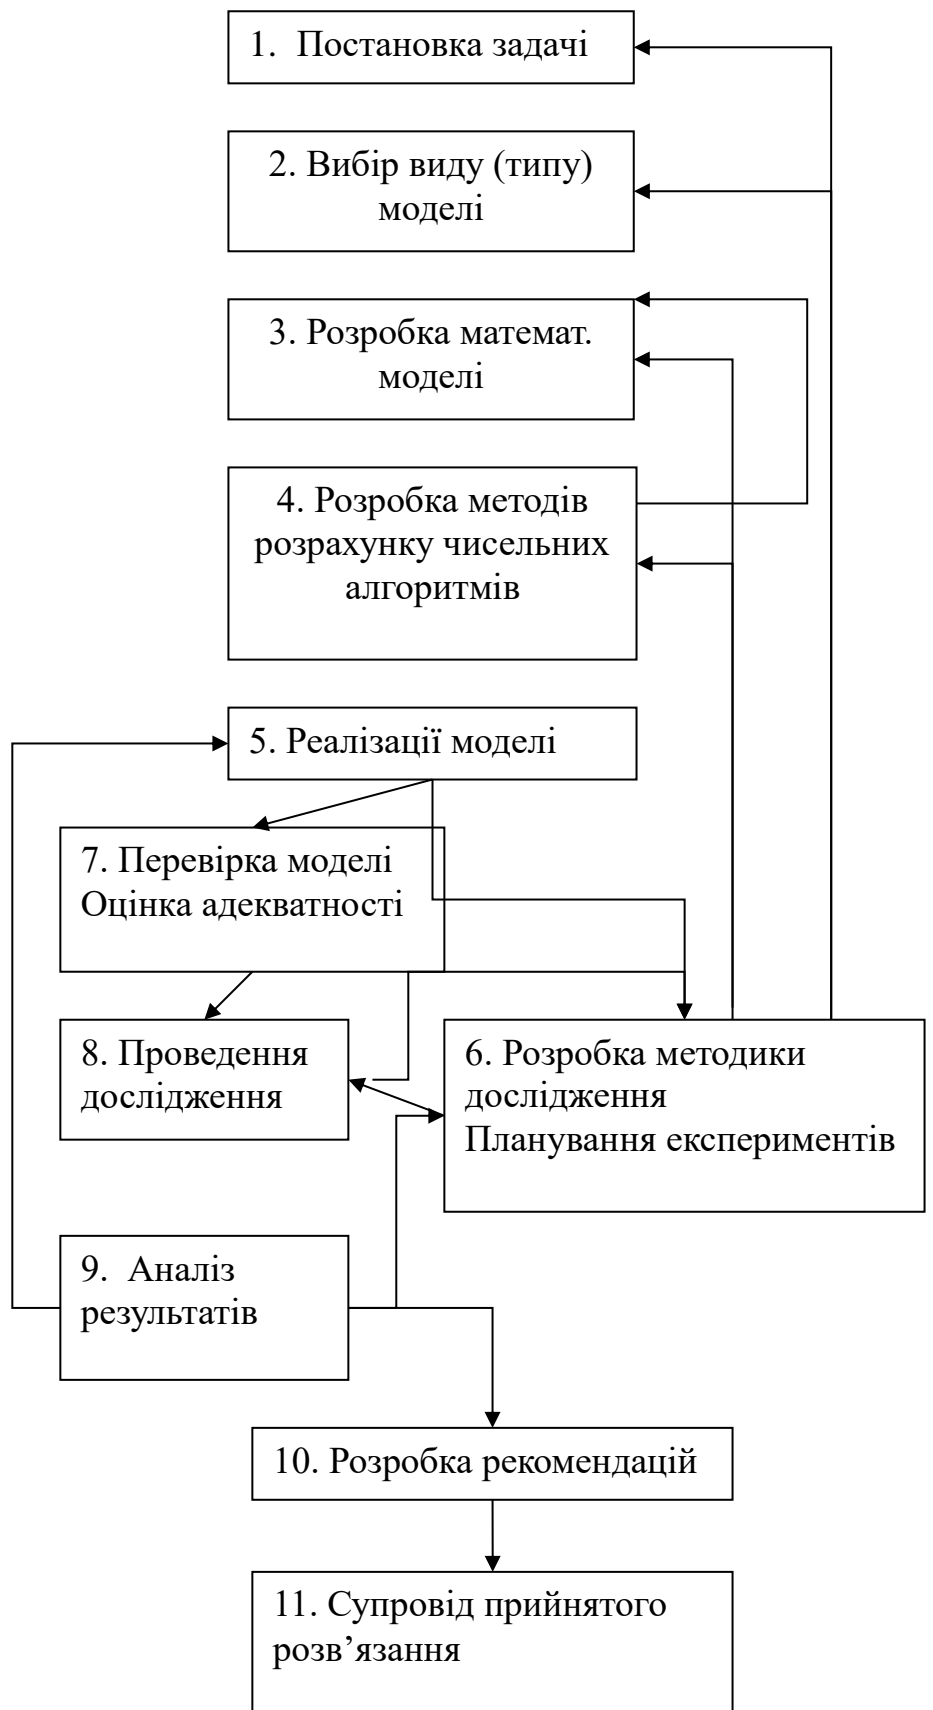 1. Постановка задачі
2. Вибір виду (типу)
моделі
3. Розробка математ.
моделі
4. Розробка методів
розрахунку чисельних
алгоритмів
5. Реалізації моделі
7. Перевірка моделі
Оцінка адекватності
8. Проведення
дослідження
6. Розробка методики
дослідження
Планування експериментів
9. Аналіз
результатів
10. Розробка рекомендацій
11. Супровід прийнятого
розв’язання